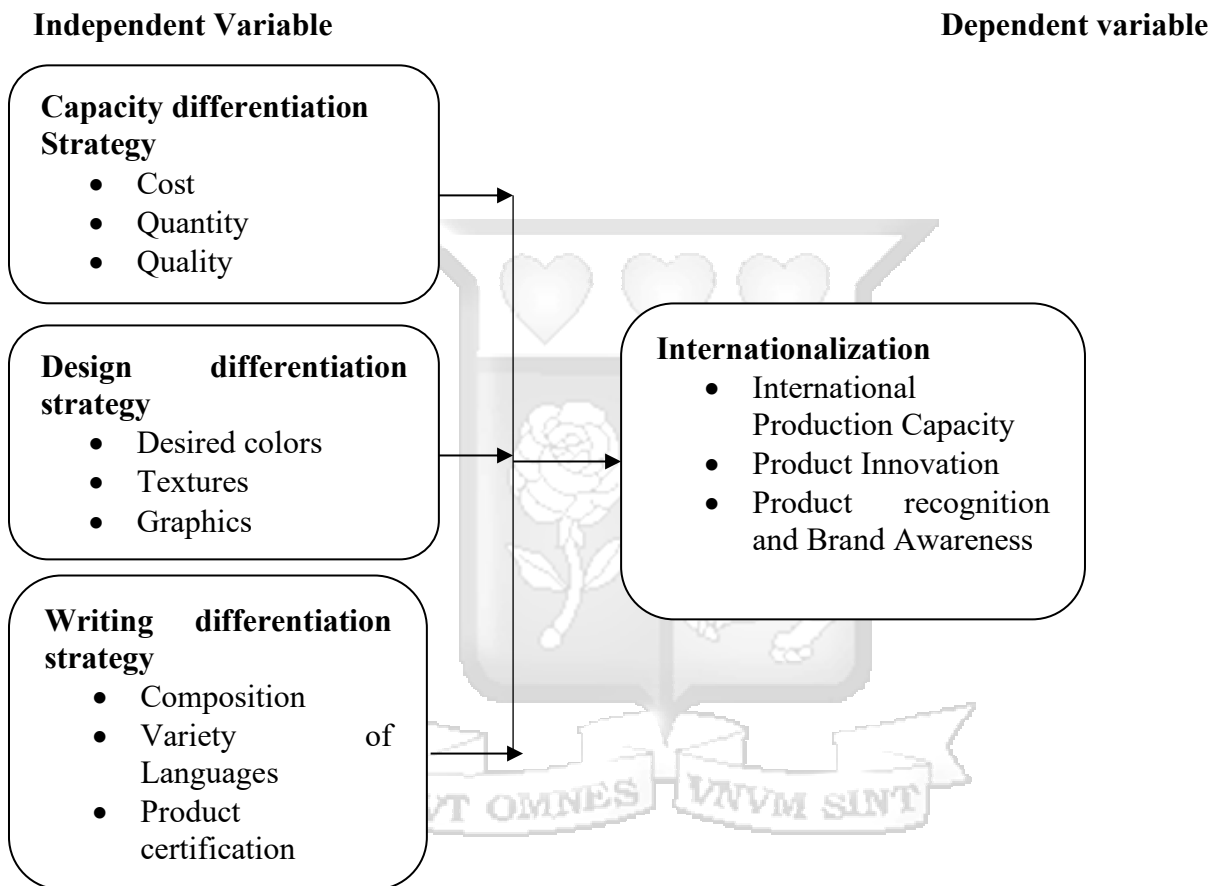 Independent Variable
Dependent variable
Capacity differentiation
Strategy
• Cost
• Quantity
• Quality
Design differentiation
strategy
• Desired colors
• Textures
• Graphics
Writing differentiation
strategy
• Composition
• Variety of
Languages
• Product
certification
Internationalization
• International
Production Capacity
• Product Innovation
• Product recognition
and Brand Awareness
VT OMNES VNVM SINT